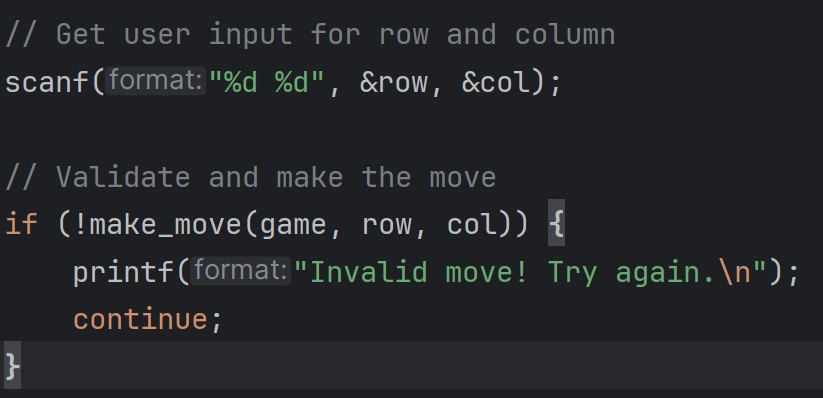 // Get user input for row and column
scanf(format:"%d %d", &row, &col);
// Validate and make the move
if (!make_move(game, row, col)) {
printf(format:"Invalid move! Try again.\n");
continue;
}